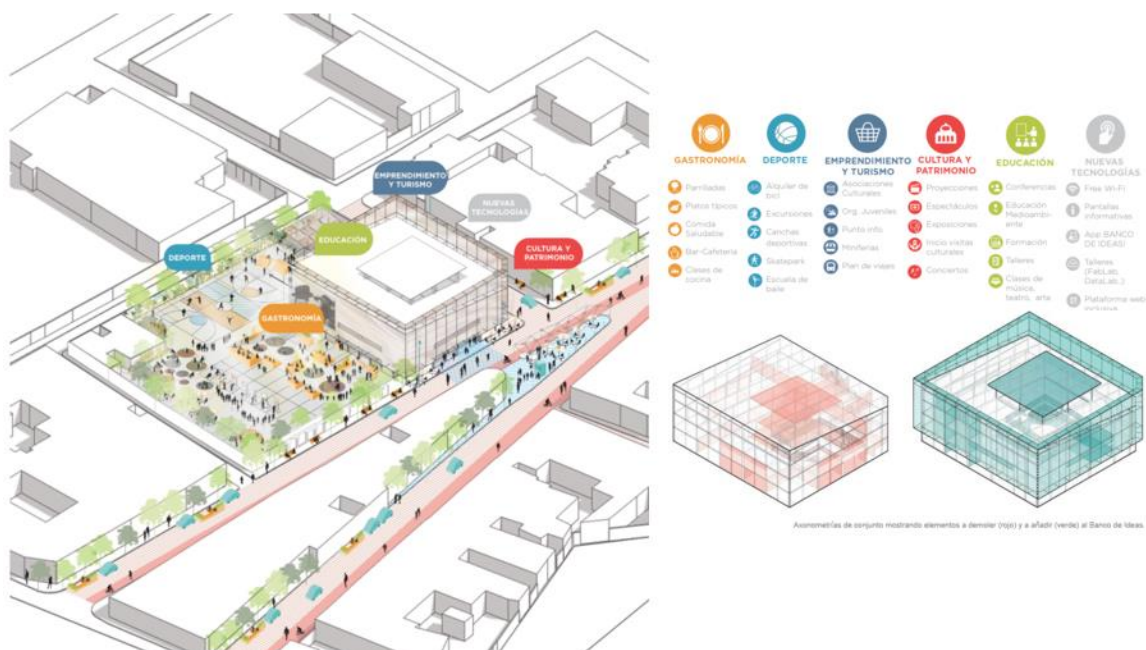 EMPRENDIMIENTO
Y TURISMO
NUEVAS
TECNOLOGÍAS
EDUCACIÓN
CULTURA Y
PATRIMONIO
DEPORTE
GASTRONOMÍA
GASTRONOMÍA
Parrilladas
Platos típicos
Comida
Saludable
Bar-Cafetería
Clases de
cocina
DEPORTE
Alquiler de
bici
Excursiones
Canchas
deportivas
Skatepark
Escuela de
baile
EMPRENDIMIENTO
Y TURISMO
Asociaciones
Culturales
Org. Juveniles
Punto info
Miniferias
Plan de viajes
CULTURA Y
PATRIMONIO
Proyecciones
Espectáculos
Exposiciones
Inicio visitas
culturales
Conciertos
EDUCACIÓN
Conferencias
Educación
Medioambi-
ente
Formación
Talleres
Clases de
música,
teatro, arte
NUEVAS
TECNOLOGÍAS
Free Wi-Fi
Pantallas
informativas
App BANCO
DE IDEAS!
Talleres
(FabLab,
DataLab..)
Plataforma web
inclusiva
Axonometrías de conjunto mostrando elementos a demoler (rojo) y a añadir (verde) al Banco de Ideas.